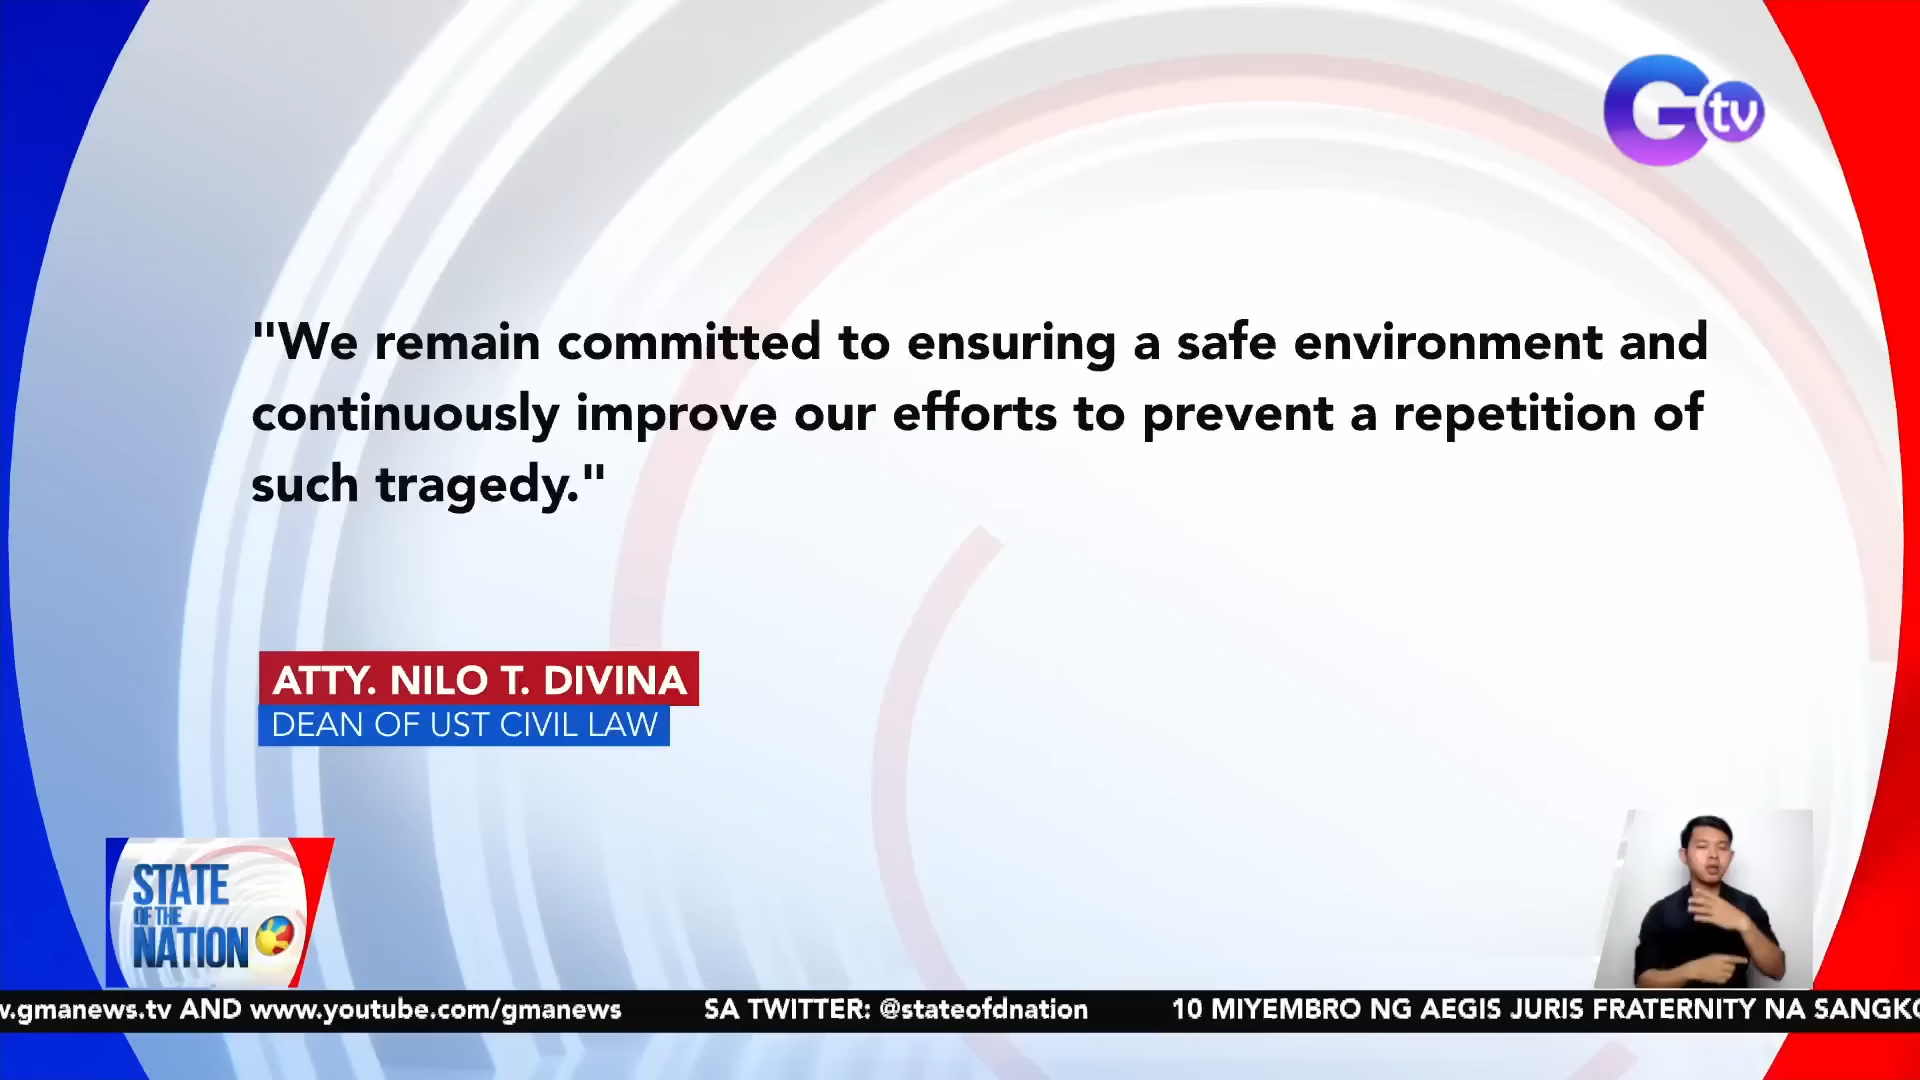 Gtv
"We remain committed to ensuring a safe environment and
continuously improve our efforts to prevent a repetition of
such tragedy."
ATTY. NILO T. DIVINA
DEAN OF UST CIVIL LAW
STATE
OF THE
NATION
w.gmanews.tv AND www.youtube.com/gmanews SA TWITTER: @stateofdnation 10 MIYEMBRO NG AEGIS JURIS FRATERNITY NA